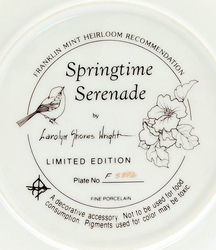 FRANKLIN MINT HEIRLOOM RECOMMENDATION
Springtime
Serenade
by
Carolyn Shores Wright
LIMITED EDITION
Plate No F
FINE PORCELAIN
A decorative accessory. Not to be used for food
consumption. Pigments used for color may be toxic.